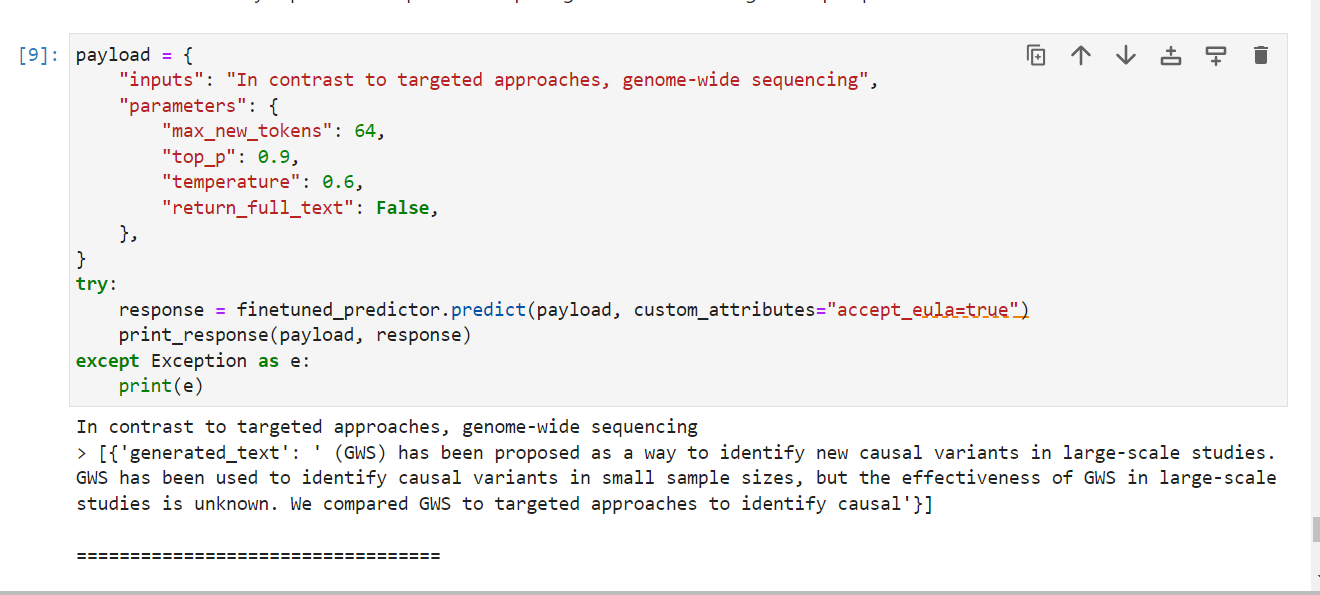 [9]: payload = {
    "inputs": "In contrast to targeted approaches, genome-wide sequencing",
    "parameters": {
        "max_new_tokens": 64,
        "top_p": 0.9,
        "temperature": 0.6,
        "return_full_text": False,
    },
}
try:
    response = finetuned_predictor.predict(payload, custom_attributes="accept_eula=true")
    print_response(payload, response)
except Exception as e:
    print(e)
In contrast to targeted approaches, genome-wide sequencing
> [{'generated_text': ' (GWS) has been proposed as a way to identify new causal variants in large-scale studies.
GWS has been used to identify causal variants in small sample sizes, but the effectiveness of GWS in large-scale
studies is unknown. We compared GWS to targeted approaches to identify causal'}]
==================================